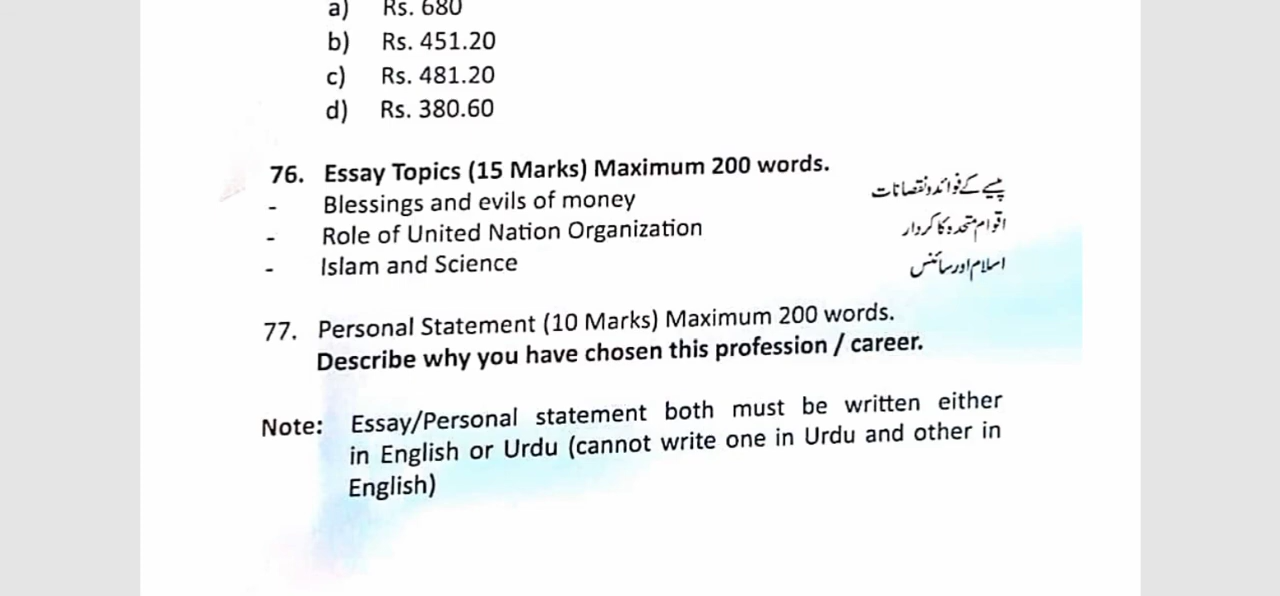 a) Rs. 680
b) Rs. 451.20
c) Rs. 481.20
d) Rs. 380.60
76. Essay Topics (15 Marks) Maximum 200 words.
- Blessings and evils of money پیسے کے فوائد ونقصانات
- Role of United Nation Organization اقوام متحدہ کا کردار
- Islam and Science اسلام اور سائنس
77. Personal Statement (10 Marks) Maximum 200 words.
Describe why you have chosen this profession / career.
Note: Essay/Personal statement both must be written either
in English or Urdu (cannot write one in Urdu and other in
English)